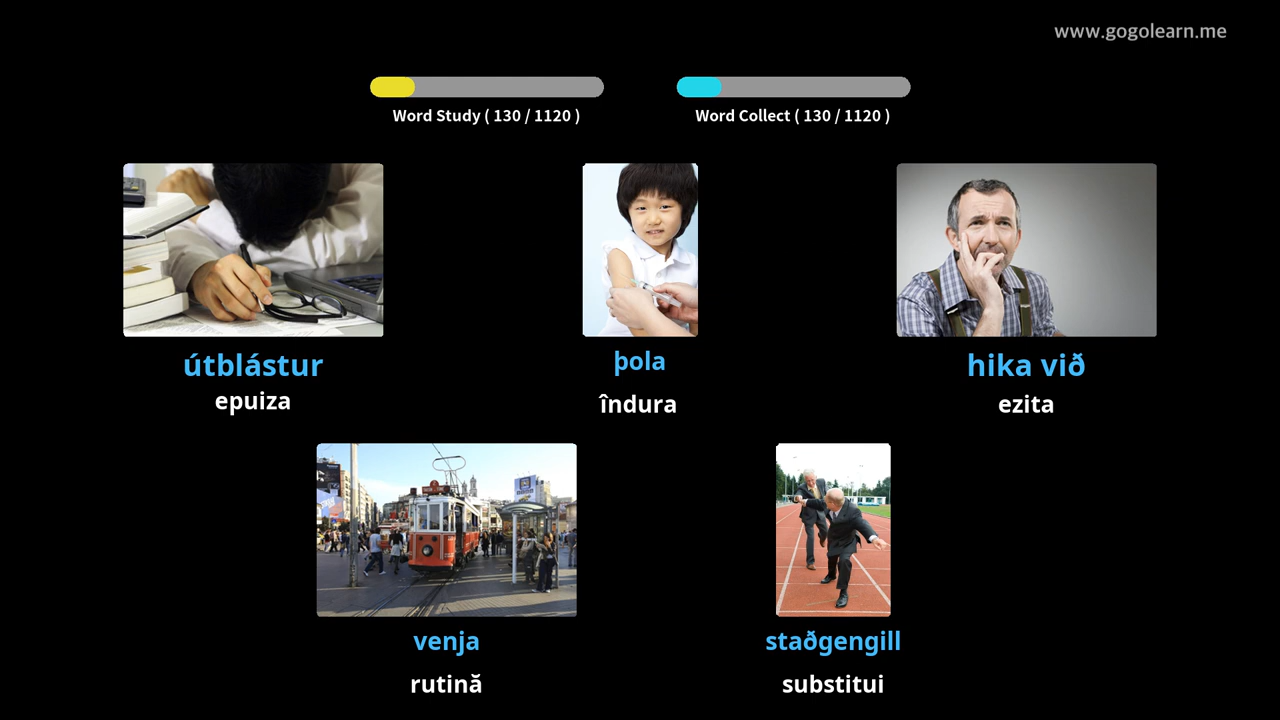 www.gogolearn.me
Word Study ( 130 / 1120 )
Word Collect ( 130 / 1120 )
útblástur
epuiza
þola
îndura
hika við
ezita
venja
rutină
staðgengill
substitui